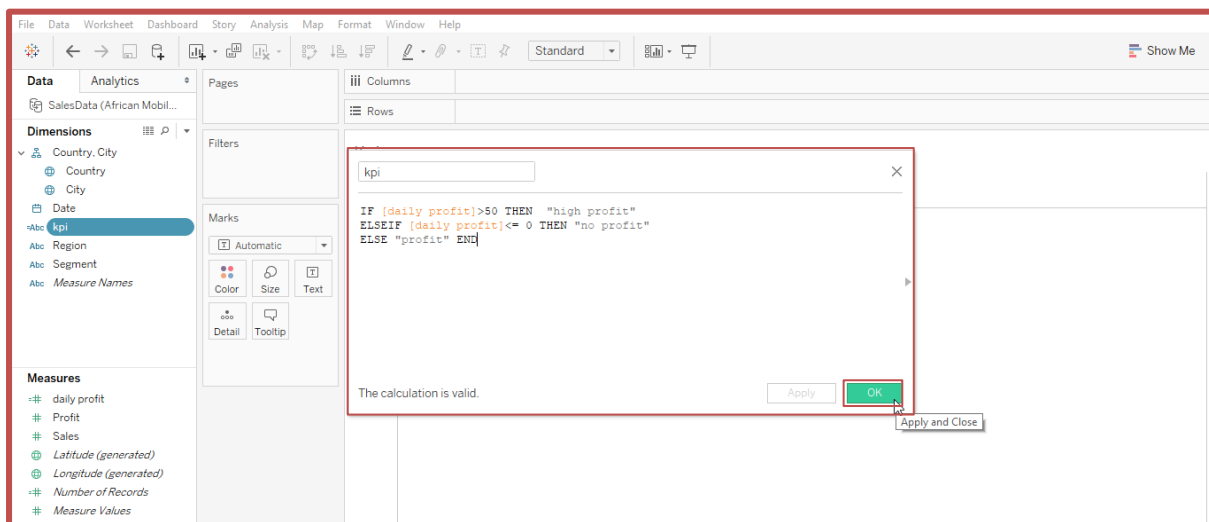 File Data Worksheet Dashboard Story Analysis Map Format Window Help
Standard
Show Me
Data Analytics
SalesData (African Mobil...
Dimensions
Country, City
Country
City
Date
=Abc kpi
Abc Region
Abc Segment
Abc Measure Names
Measures
=# daily profit
# Profit
# Sales
Latitude (generated)
Longitude (generated)
=# Number of Records
# Measure Values
Pages
Filters
Marks
T Automatic
Color Size Text
Detail Tooltip
Columns
Rows
kpi
IF [daily profit]>50 THEN "high profit"
ELSEIF [daily profit]<= 0 THEN "no profit"
ELSE "profit" END
The calculation is valid.
Apply
OK
Apply and Close